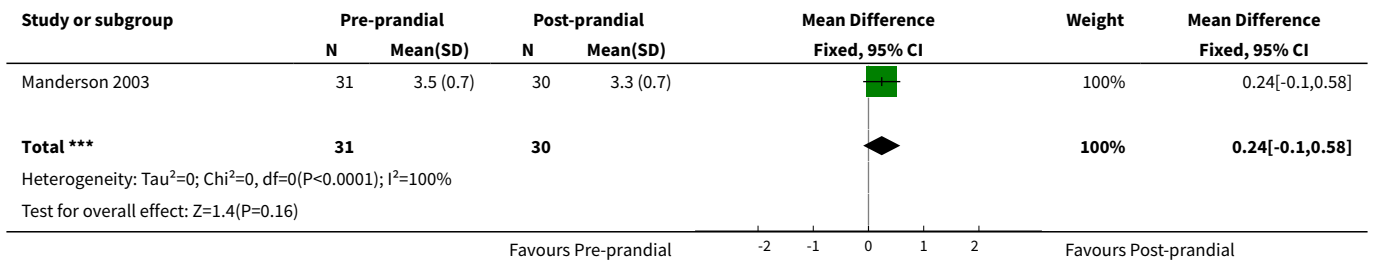 Study or subgroup Pre-prandial Post-prandial Mean Difference Weight Mean Difference
N Mean(SD) N Mean(SD) Fixed, 95% CI Fixed, 95% CI
Manderson 2003 31 3.5 (0.7) 30 3.3 (0.7) 100% 0.24[-0.1,0.58]
Total *** 31 30 100% 0.24[-0.1,0.58]
Heterogeneity: Tau²=0; Chi²=0, df=0(P<0.0001); I²=100%
Test for overall effect: Z=1.4(P=0.16)
Favours Pre-prandial -2 -1 0 1 2 Favours Post-prandial